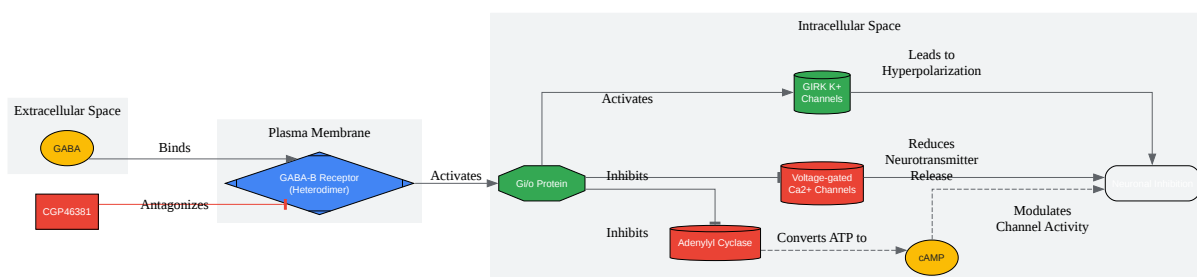 Intracellular Space
Leads to
Hyperpolarization
GIRK K+
Channels
Activates
Extracellular Space
GABA
Binds
Plasma Membrane
GABA-B Receptor
(Heterodimer)
CGP46381
Antagonizes
Activates
Gi/o Protein
Inhibits
Voltage-gated
Ca2+ Channels
Reduces
Neurotransmitter
Release
Inhibits
Adenylyl Cyclase
Converts ATP to
cAMP
Modulates
Channel Activity